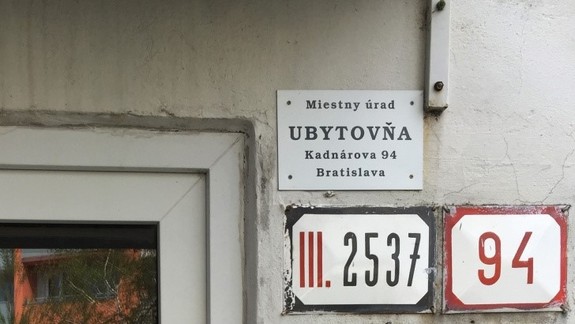 Miestny úrad
UBYTOVŇA
Kadnárova 94
Bratislava
III. 2537
94